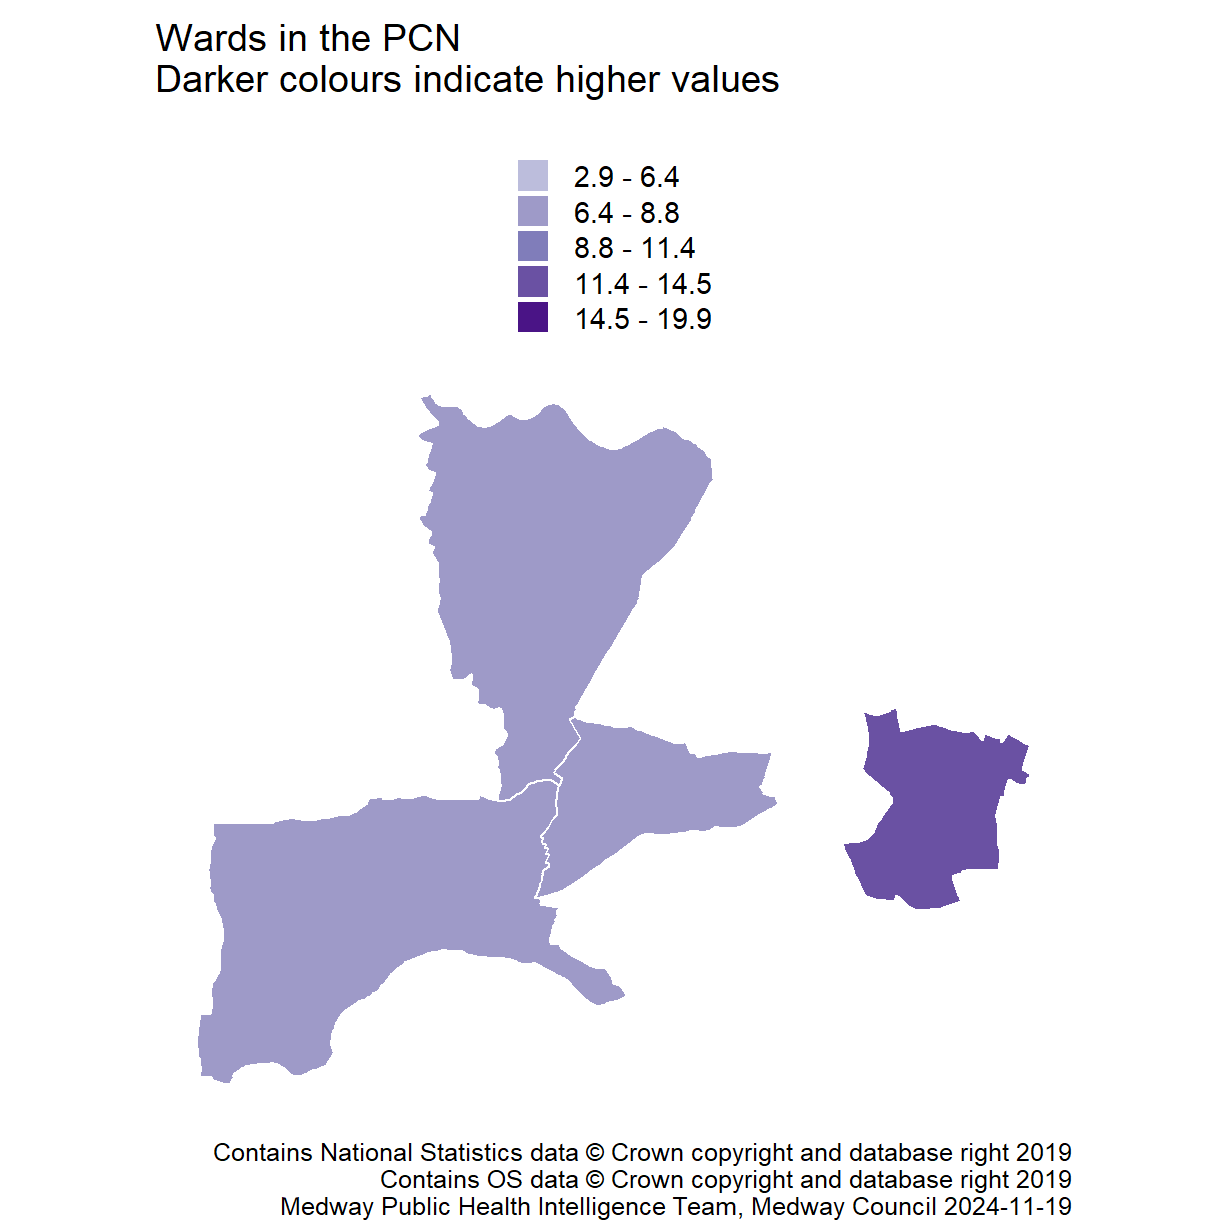 Wards in the PCN
Darker colours indicate higher values
2.9 - 6.4
6.4 - 8.8
8.8 - 11.4
11.4 - 14.5
14.5 - 19.9
Contains National Statistics data © Crown copyright and database right 2019
Contains OS data © Crown copyright and database right 2019
Medway Public Health Intelligence Team, Medway Council 2024-11-19